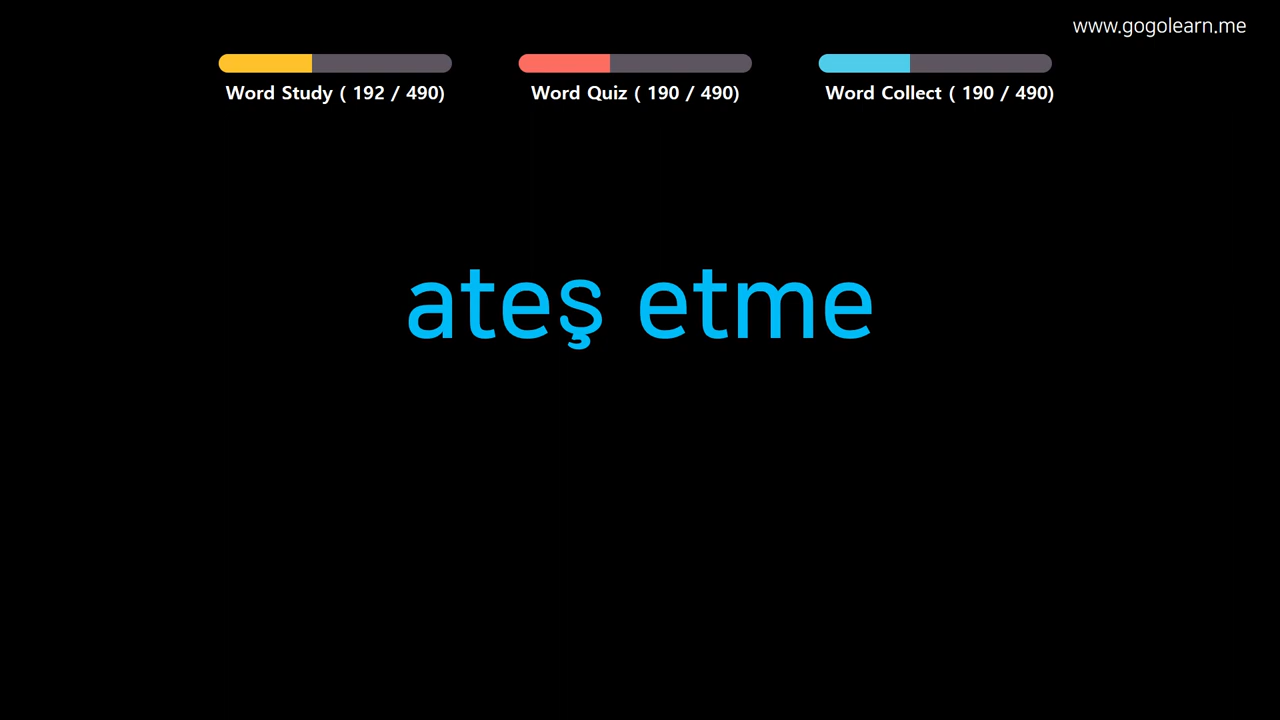 www.gogolearn.me
Word Study ( 192 / 490)
Word Quiz ( 190 / 490)
Word Collect ( 190 / 490)
ateş etme